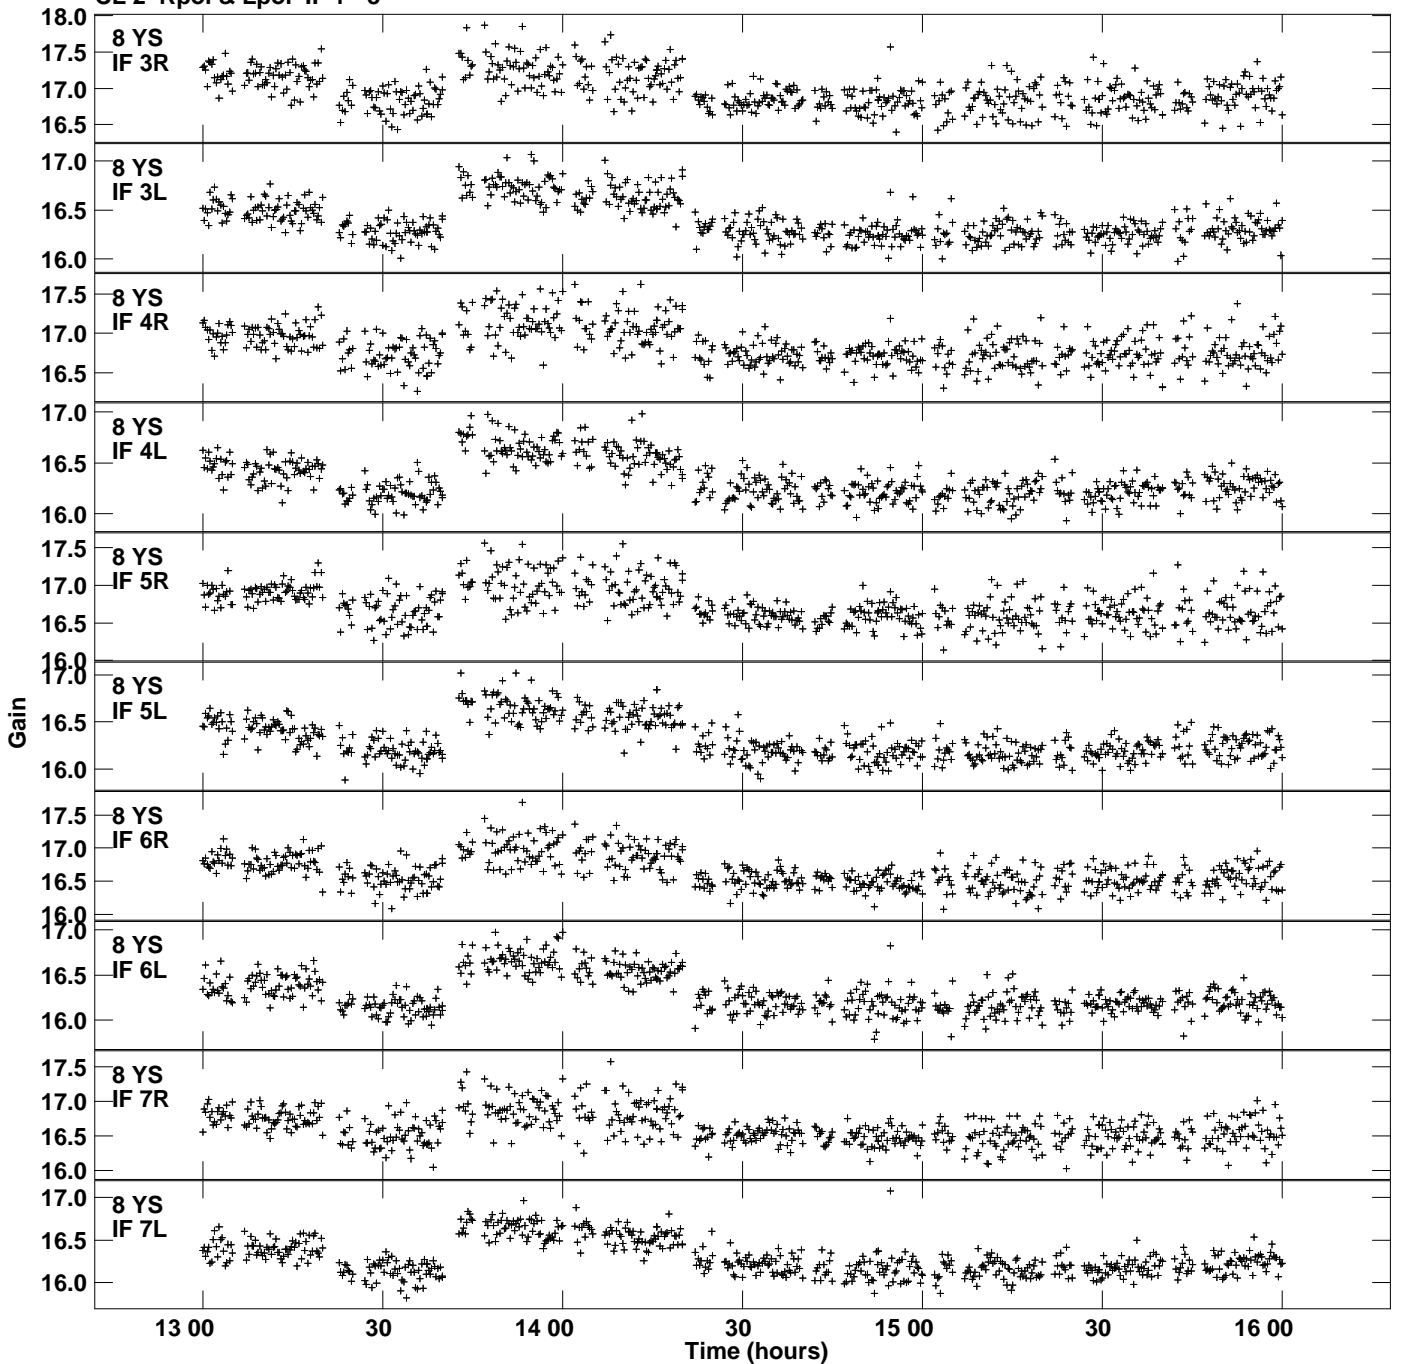 18.0
17.5
17.0
16.5
8 YS
IF 3R
17.0
16.5
16.0
8 YS
IF 3L
17.5
17.0
16.5
8 YS
IF 4R
17.0
16.5
16.0
8 YS
IF 4L
17.5
17.0
16.5
16.0
8 YS
IF 5R
17.0
16.5
16.0
8 YS
IF 5L
17.5
17.0
16.5
16.0
8 YS
IF 6R
17.0
16.5
16.0
8 YS
IF 6L
17.5
17.0
16.5
16.0
8 YS
IF 7R
17.0
16.5
16.0
8 YS
IF 7L
Gain
13 00 30 14 00 30 15 00 30 16 00
Time (hours)